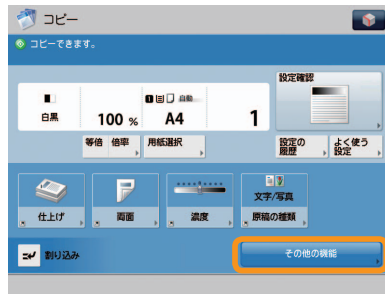 コピー
コピーできます。
設定確認
自動
白黒
100 %
A4
1
等倍 倍率
用紙選択
設定の
履歴
よく使う
設定
仕上げ
両面
濃度
文字/写真
原稿の種類
割り込み
その他の機能